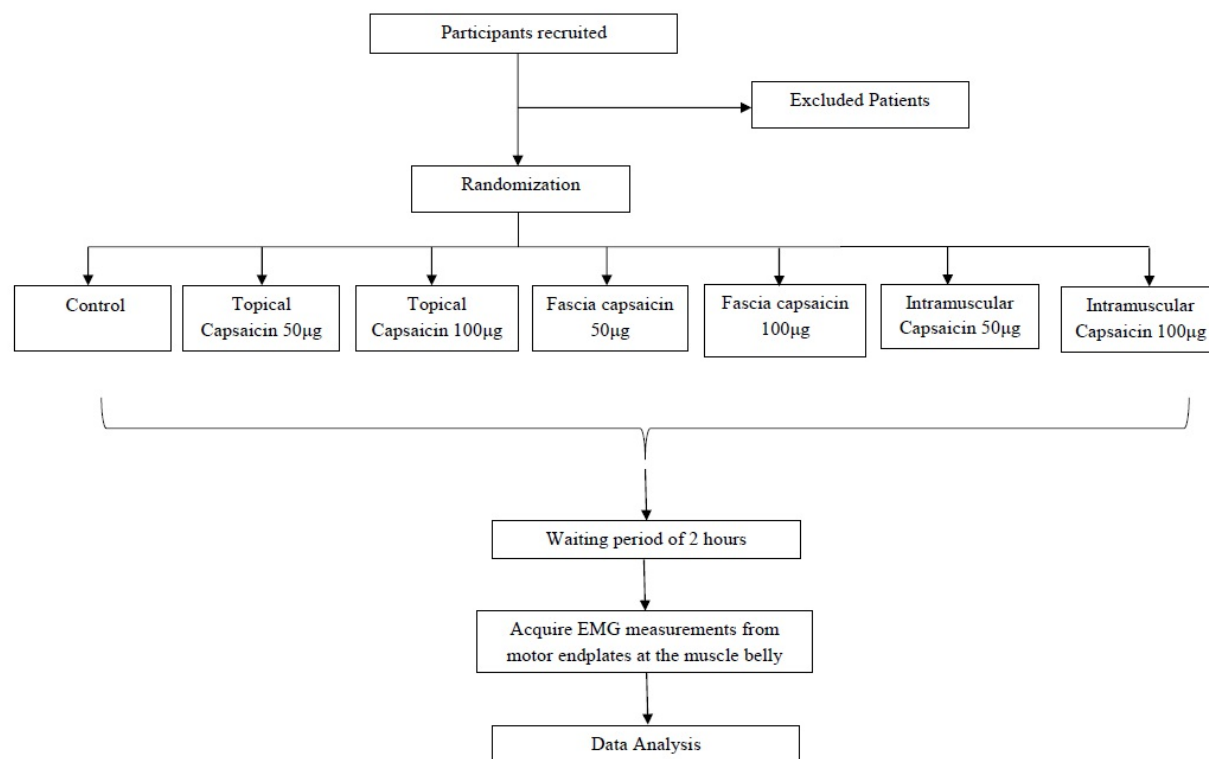 Participants recruited
Excluded Patients
Randomization
Control
Topical
Capsaicin 50µg
Topical
Capsaicin 100µg
Fascia capsaicin
50µg
Fascia capsaicin
100µg
Intramuscular
Capsaicin 50µg
Intramuscular
Capsaicin 100µg
Waiting period of 2 hours
Acquire EMG measurements from
motor endplates at the muscle belly
Data Analysis